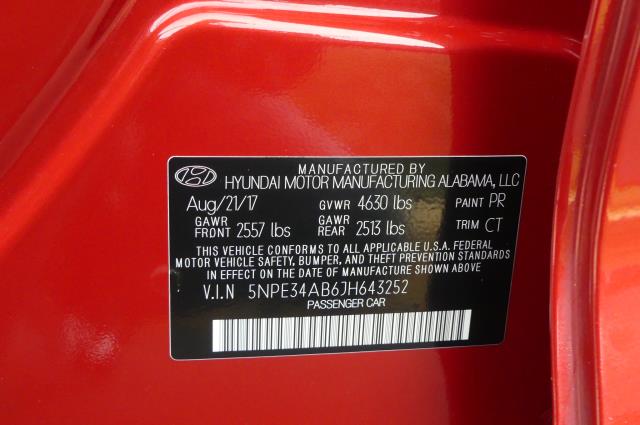 MANUFACTURED BY
HYUNDAI MOTOR MANUFACTURING ALABAMA, LLC
Aug/21/17 GVWR 4630 lbs PAINT PR
GAWR FRONT 2557 lbs GAWR REAR 2513 lbs TRIM CT
THIS VEHICLE CONFORMS TO ALL APPLICABLE U.S.A. FEDERAL
MOTOR VEHICLE SAFETY, BUMPER, AND THEFT PREVENTION STANDARDS
IN EFFECT ON THE DATE OF MANUFACTURE SHOWN ABOVE
V.I.N 5NPE34AB6JH643252
PASSENGER CAR